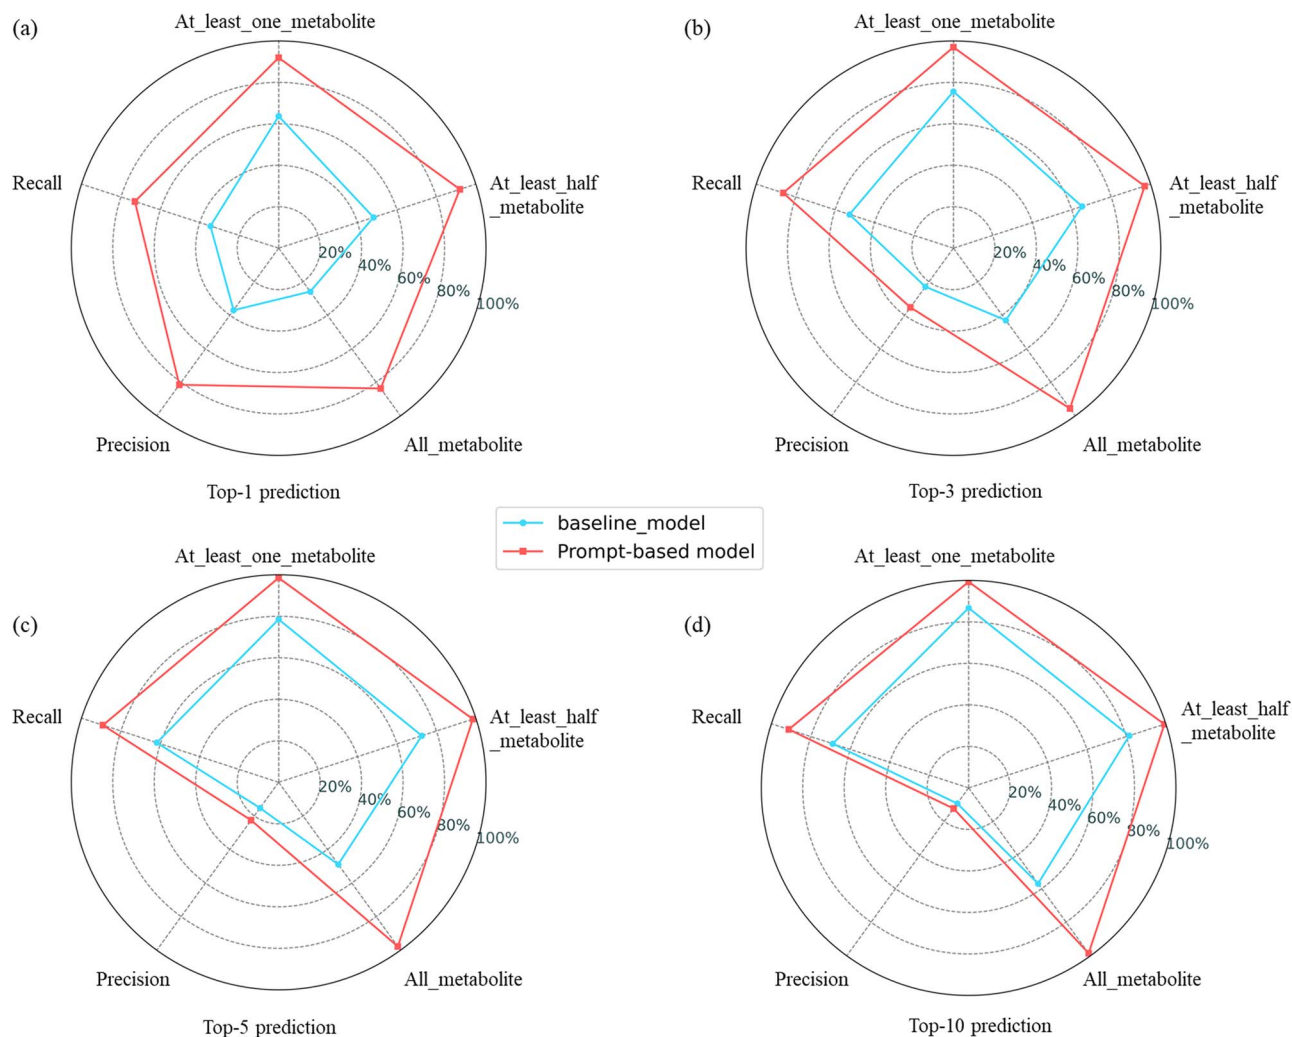 (a)
At_least_one_metabolite
Recall
At_least_half
_metabolite
20%
40%
60%
80%
100%
Precision
All_metabolite
Top-1 prediction
(b)
At_least_one_metabolite
Recall
At_least_half
_metabolite
20%
40%
60%
80%
100%
Precision
All_metabolite
Top-3 prediction
baseline_model
Prompt-based model
(c)
At_least_one_metabolite
Recall
At_least_half
_metabolite
20%
40%
60%
80%
100%
Precision
All_metabolite
Top-5 prediction
(d)
At_least_one_metabolite
Recall
At_least_half
_metabolite
20%
40%
60%
80%
100%
Precision
All_metabolite
Top-10 prediction